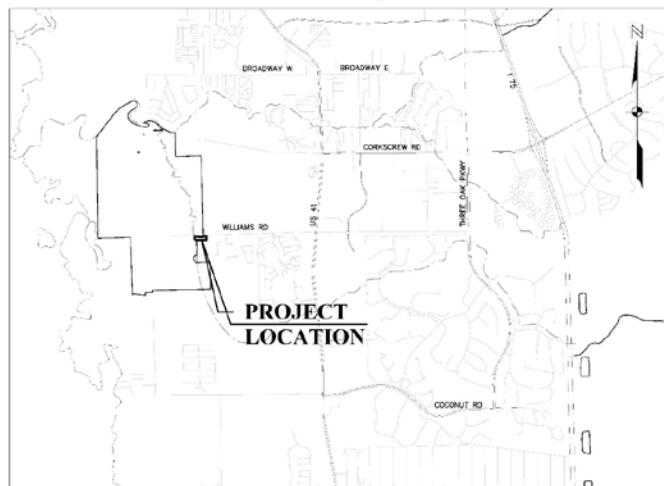 BROADWAY W
BROADWAY E
I 75
N
CORKSCREW RD
THREE OAK PKWY
US 41
WILLIAMS RD
PROJECT
LOCATION
COCONUT RD